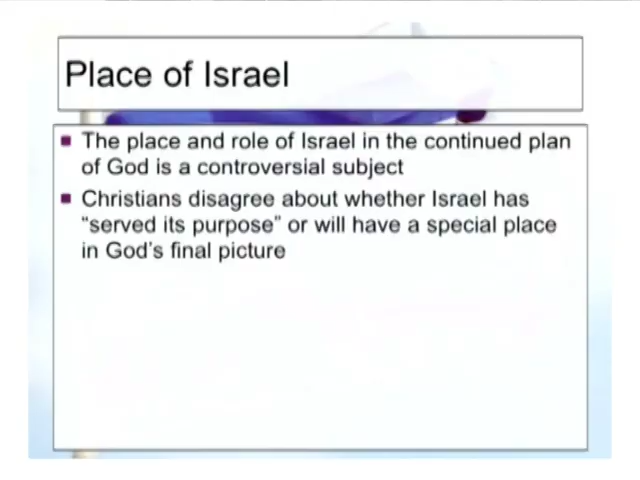 Place of Israel
The place and role of Israel in the continued plan
of God is a controversial subject
Christians disagree about whether Israel has
“served its purpose” or will have a special place
in God’s final picture